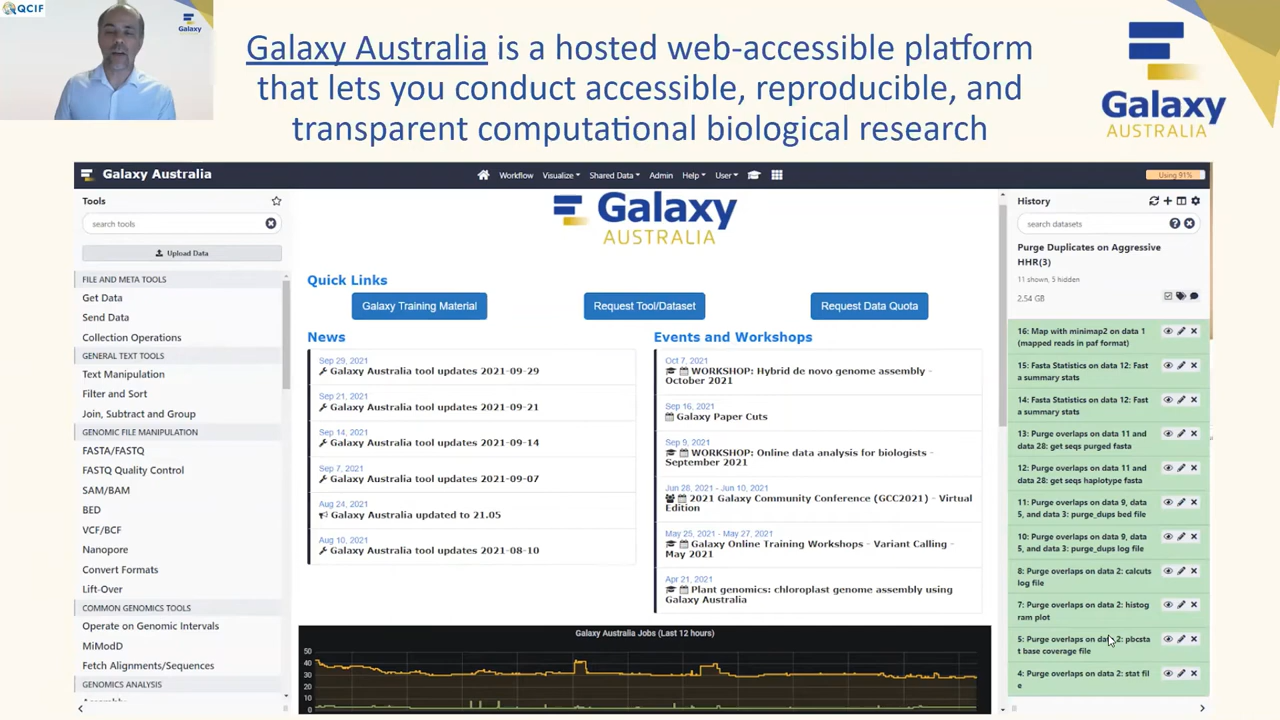 QCIF
Galaxy
Galaxy Australia is a hosted web-accessible platform
that lets you conduct accessible, reproducible, and
transparent computational biological research
Galaxy
AUSTRALIA
Galaxy Australia
Workflow
Visualize
Shared Data
Admin
Help
User
Using 91%
Tools
search tools
Upload Data
FILE AND META TOOLS
Get Data
Send Data
Collection Operations
GENERAL TEXT TOOLS
Text Manipulation
Filter and Sort
Join, Subtract and Group
GENOMIC FILE MANIPULATION
FASTA/FASTQ
FASTQ Quality Control
SAM/BAM
BED
VCF/BCF
Nanopore
Convert Formats
Lift-Over
COMMON GENOMICS TOOLS
Operate on Genomic Intervals
MiModD
Fetch Alignments/Sequences
GENOMICS ANALYSIS
Galaxy
AUSTRALIA
Quick Links
Galaxy Training Material
Request Tool/Dataset
Request Data Quota
News
Sep 29, 2021
Galaxy Australia tool updates 2021-09-29
Sep 21, 2021
Galaxy Australia tool updates 2021-09-21
Sep 14, 2021
Galaxy Australia tool updates 2021-09-14
Sep 7, 2021
Galaxy Australia tool updates 2021-09-07
Aug 24, 2021
Galaxy Australia updated to 21.05
Aug 10, 2021
Galaxy Australia tool updates 2021-08-10
Events and Workshops
Oct 7, 2021
WORKSHOP: Hybrid de novo genome assembly -
October 2021
Sep 16, 2021
Galaxy Paper Cuts
Sep 9, 2021
WORKSHOP: Online data analysis for biologists -
September 2021
Jun 28, 2021 - Jun 10, 2021
2021 Galaxy Community Conference (GCC2021) - Virtual
Edition
May 25, 2021 - May 27, 2021
Galaxy Online Training Workshops - Variant Calling -
May 2021
Apr 21, 2021
Plant genomics: chloroplast genome assembly using
Galaxy Australia
Galaxy Australia Jobs (Last 12 hours)
50
40
30
20
10
0
History
search datasets
Purge Duplicates on Aggressive
HHR(3)
11 shown, 5 hidden
2.54 GB
16: Map with minimap2 on data 1
(mapped reads in paf format)
15: Fasta Statistics on data 12: Fast
a summary stats
14: Fasta Statistics on data 12: Fast
a summary stats
13: Purge overlaps on data 11 and
data 28: get seqs purged fasta
12: Purge overlaps on data 11 and
data 28: get seqs haplotype fasta
11: Purge overlaps on data 9, data
5, and data 3: purge_dups bed file
10: Purge overlaps on data 9, data
5, and data 3: purge_dups log file
8: Purge overlaps on data 2: calcuts
log file
7: Purge overlaps on data 2: histog
ram plot
5: Purge overlaps on data 2: pbcsta
t base coverage file
4: Purge overlaps on data 2: stat fil
e